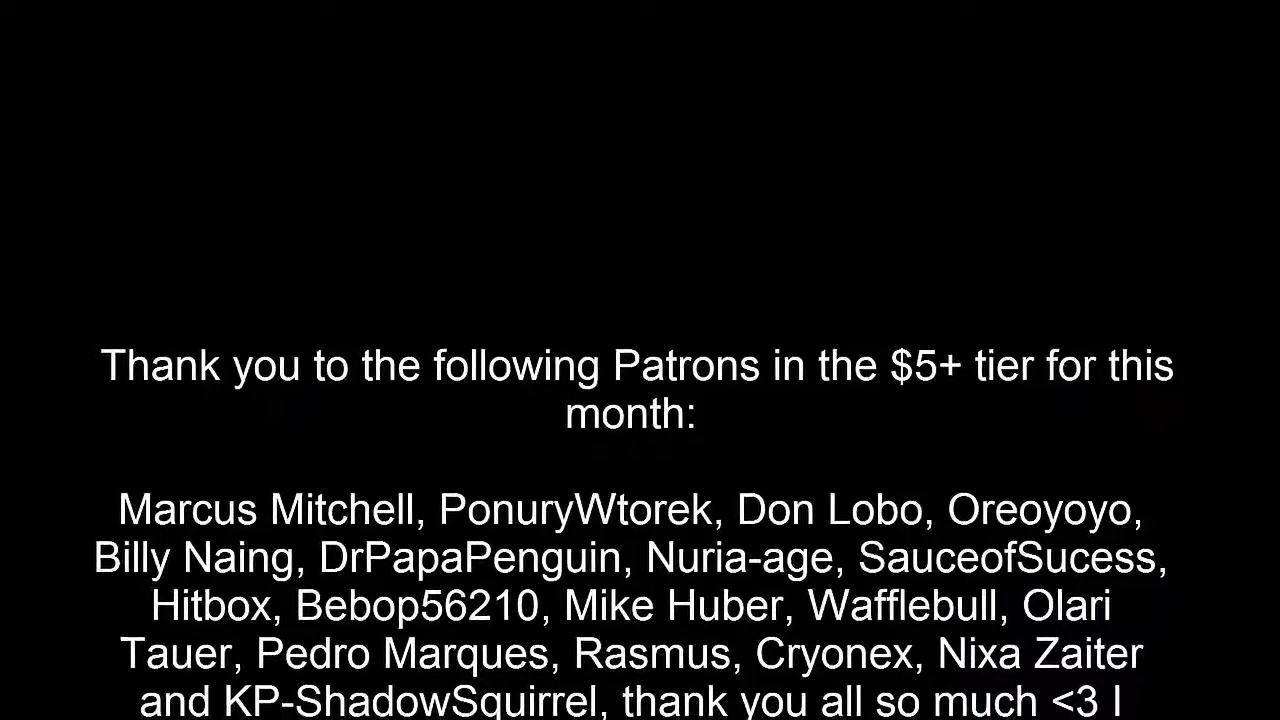 Thank you to the following Patrons in the $5+ tier for this
month:
Marcus Mitchell, PonuryWtorek, Don Lobo, Oreoyoyo,
Billy Naing, DrPapaPenguin, Nuria-age, SauceofSucess,
Hitbox, Bebop56210, Mike Huber, Wafflebull, Olari
Tauer, Pedro Marques, Rasmus, Cryonex, Nixa Zaiter
and KP-ShadowSquirrel, thank you all so much <3 I